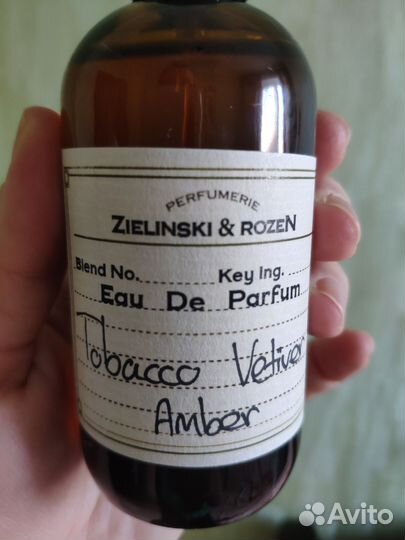 PERFUMERIE
ZIELINSKI & ROZEN
Blend No. Key Ing.
Eau De Parfum
Tobacco Vetiver
Amber
Avito